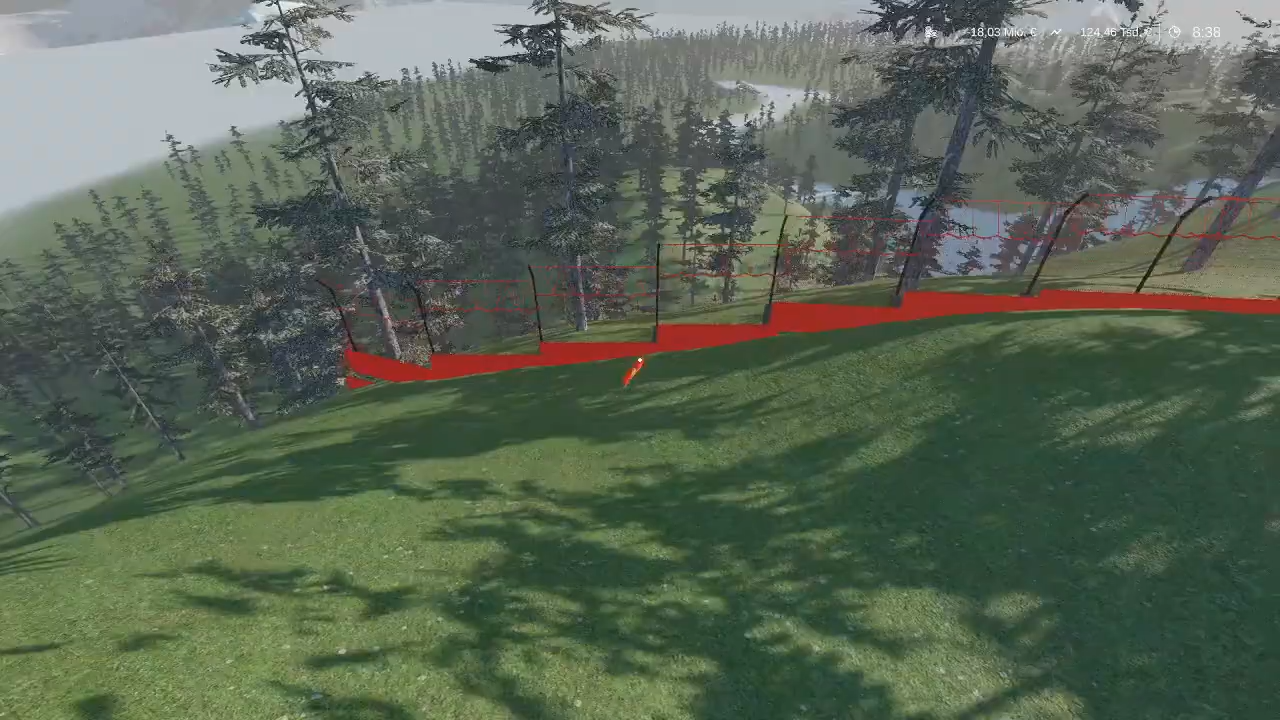 18,03 Mio. € 124,46 Tsd. € 8:38